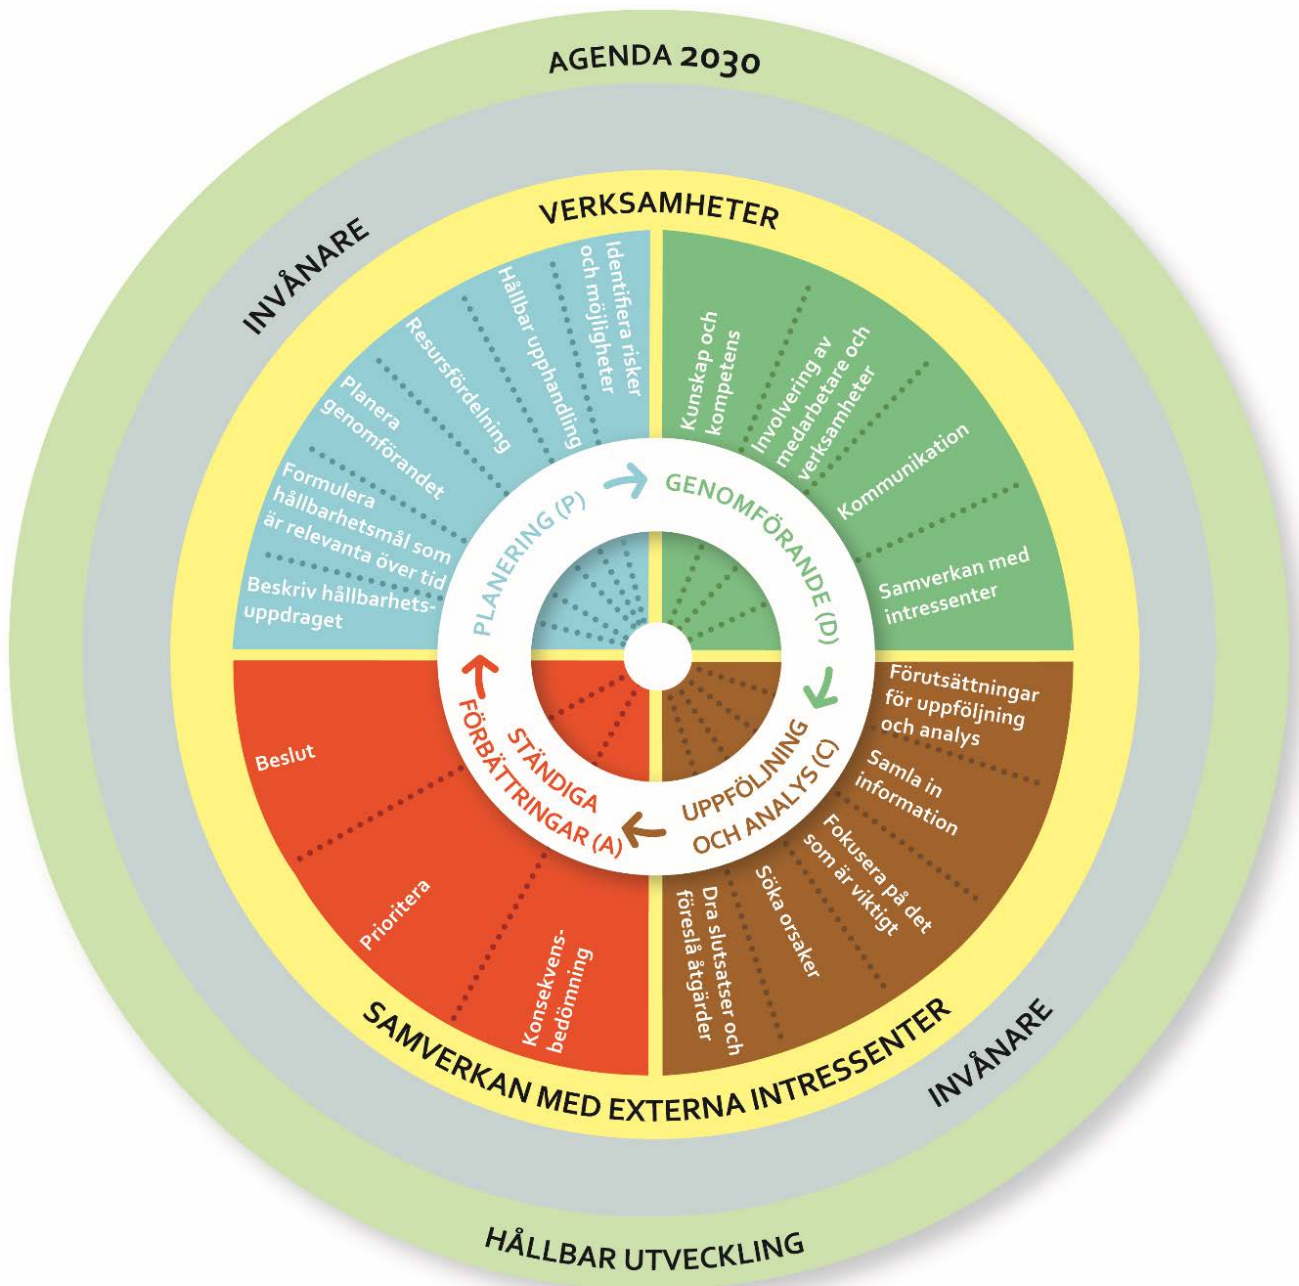 AGENDA 2030
INVÅNARE
VERKSAMHETER
Beskriv hållbarhets-
uppdraget
Formulera
hållbarhetsmål som
är relevanta över tid
Planera
genomförandet
Resursfördelning
Hållbar upphandling
Identifiera risker
och möjligheter
Kunskap och
kompetens
Involvering av
medarbetare och
verksamheter
Kommunikation
Samverkan med
intressenter
PLANERING (P)
GENOMFÖRANDE (D)
UPPFÖLJNING
OCH ANALYS (C)
STÄNDIGA
FÖRBÄTTRINGAR (A)
Förutsättningar
för uppföljning
och analys
Samla in
information
Fokusera på det
som är viktigt
Söka orsaker
Dra slutsatser och
föreslå åtgärder
Konsekvens-
bedömning
Prioritera
Beslut
SAMVERKAN MED EXTERNA INTRESSENTER
INVÅNARE
HÅLLBAR UTVECKLING